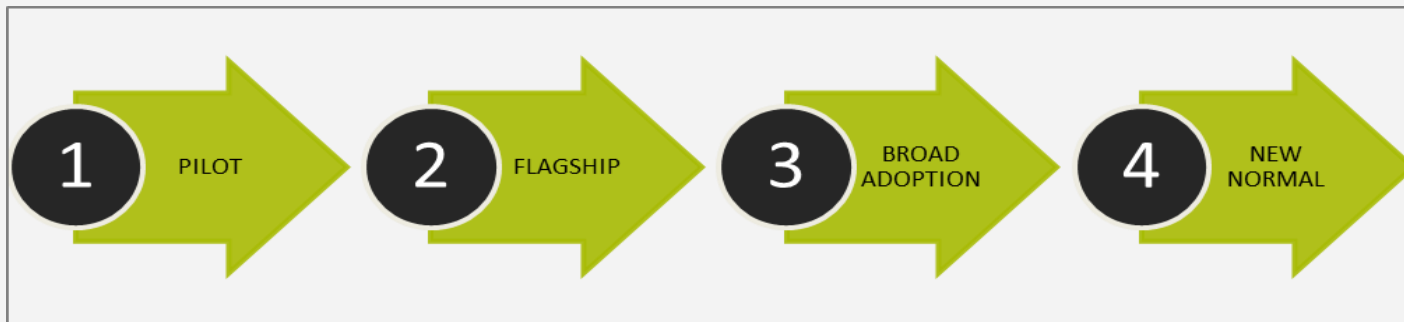 1
PILOT
2
FLAGSHIP
3
BROAD
ADOPTION
4
NEW
NORMAL